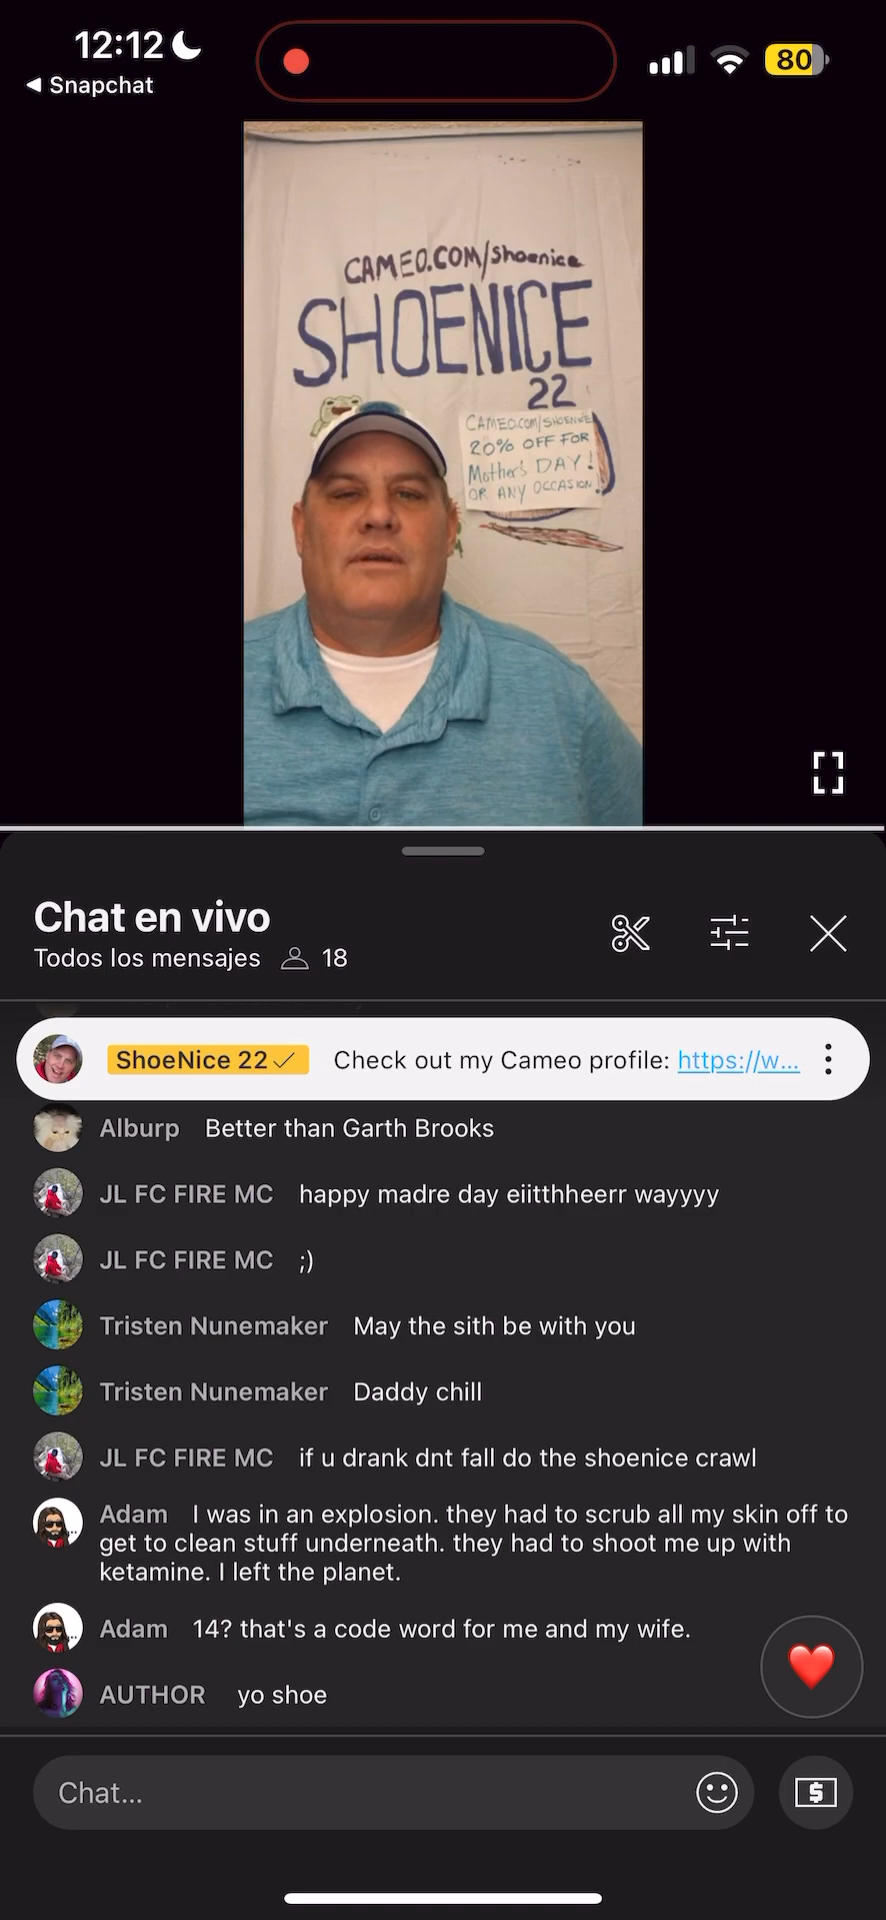 12:12
80
Snapchat
CAMEO.COM/shoenice
SHOENICE
22
CAMEO.COM/SHOENICE
20% OFF FOR
Mother's DAY!
OR ANY OCCASION!
Chat en vivo
Todos los mensajes 18
ShoeNice 22 Check out my Cameo profile: https://w...
Alburp Better than Garth Brooks
JL FC FIRE MC happy madre day eiitthheerr wayyyy
JL FC FIRE MC ;)
Tristen Nunemaker May the sith be with you
Tristen Nunemaker Daddy chill
JL FC FIRE MC if u drank dnt fall do the shoenice crawl
Adam I was in an explosion. they had to scrub all my skin off to
get to clean stuff underneath. they had to shoot me up with
ketamine. I left the planet.
Adam 14? that's a code word for me and my wife.
AUTHOR yo shoe
Chat...